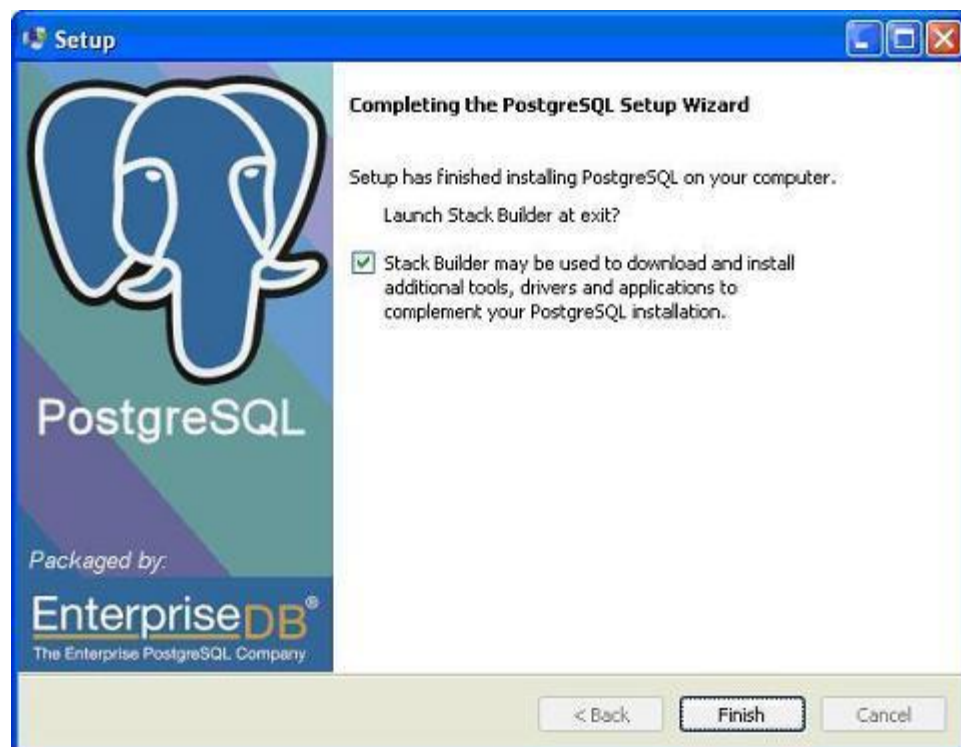 Setup
Completing the PostgreSQL Setup Wizard
Setup has finished installing PostgreSQL on your computer.
Launch Stack Builder at exit?
Stack Builder may be used to download and install
additional tools, drivers and applications to
complement your PostgreSQL installation.
PostgreSQL
Packaged by:
EnterpriseDB®
The Enterprise PostgreSQL Company
< Back
Finish
Cancel